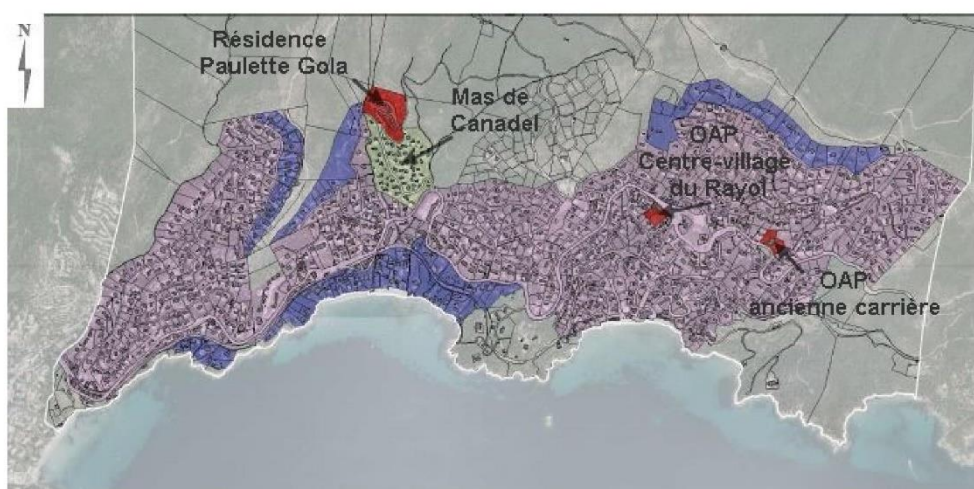 N
Résidence
Paulette Gola
Mas de
Canadel
OAP
Centre-village
du Rayol
OAP
ancienne carrière